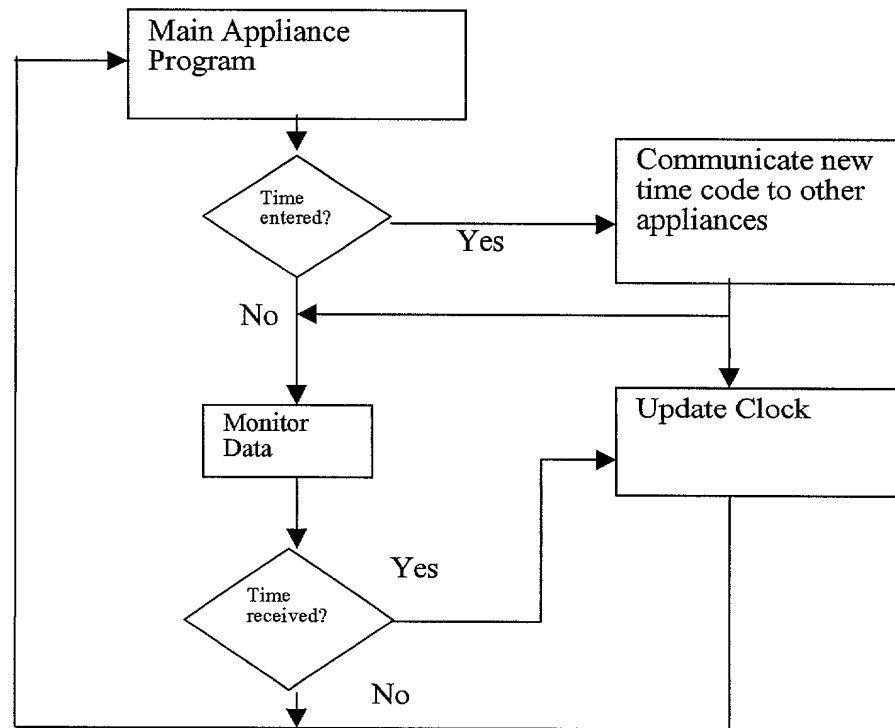 Main Appliance
Program
Time
entered?
Yes
Communicate new
time code to other
appliances
No
Monitor
Data
Update Clock
Time
received?
Yes
No